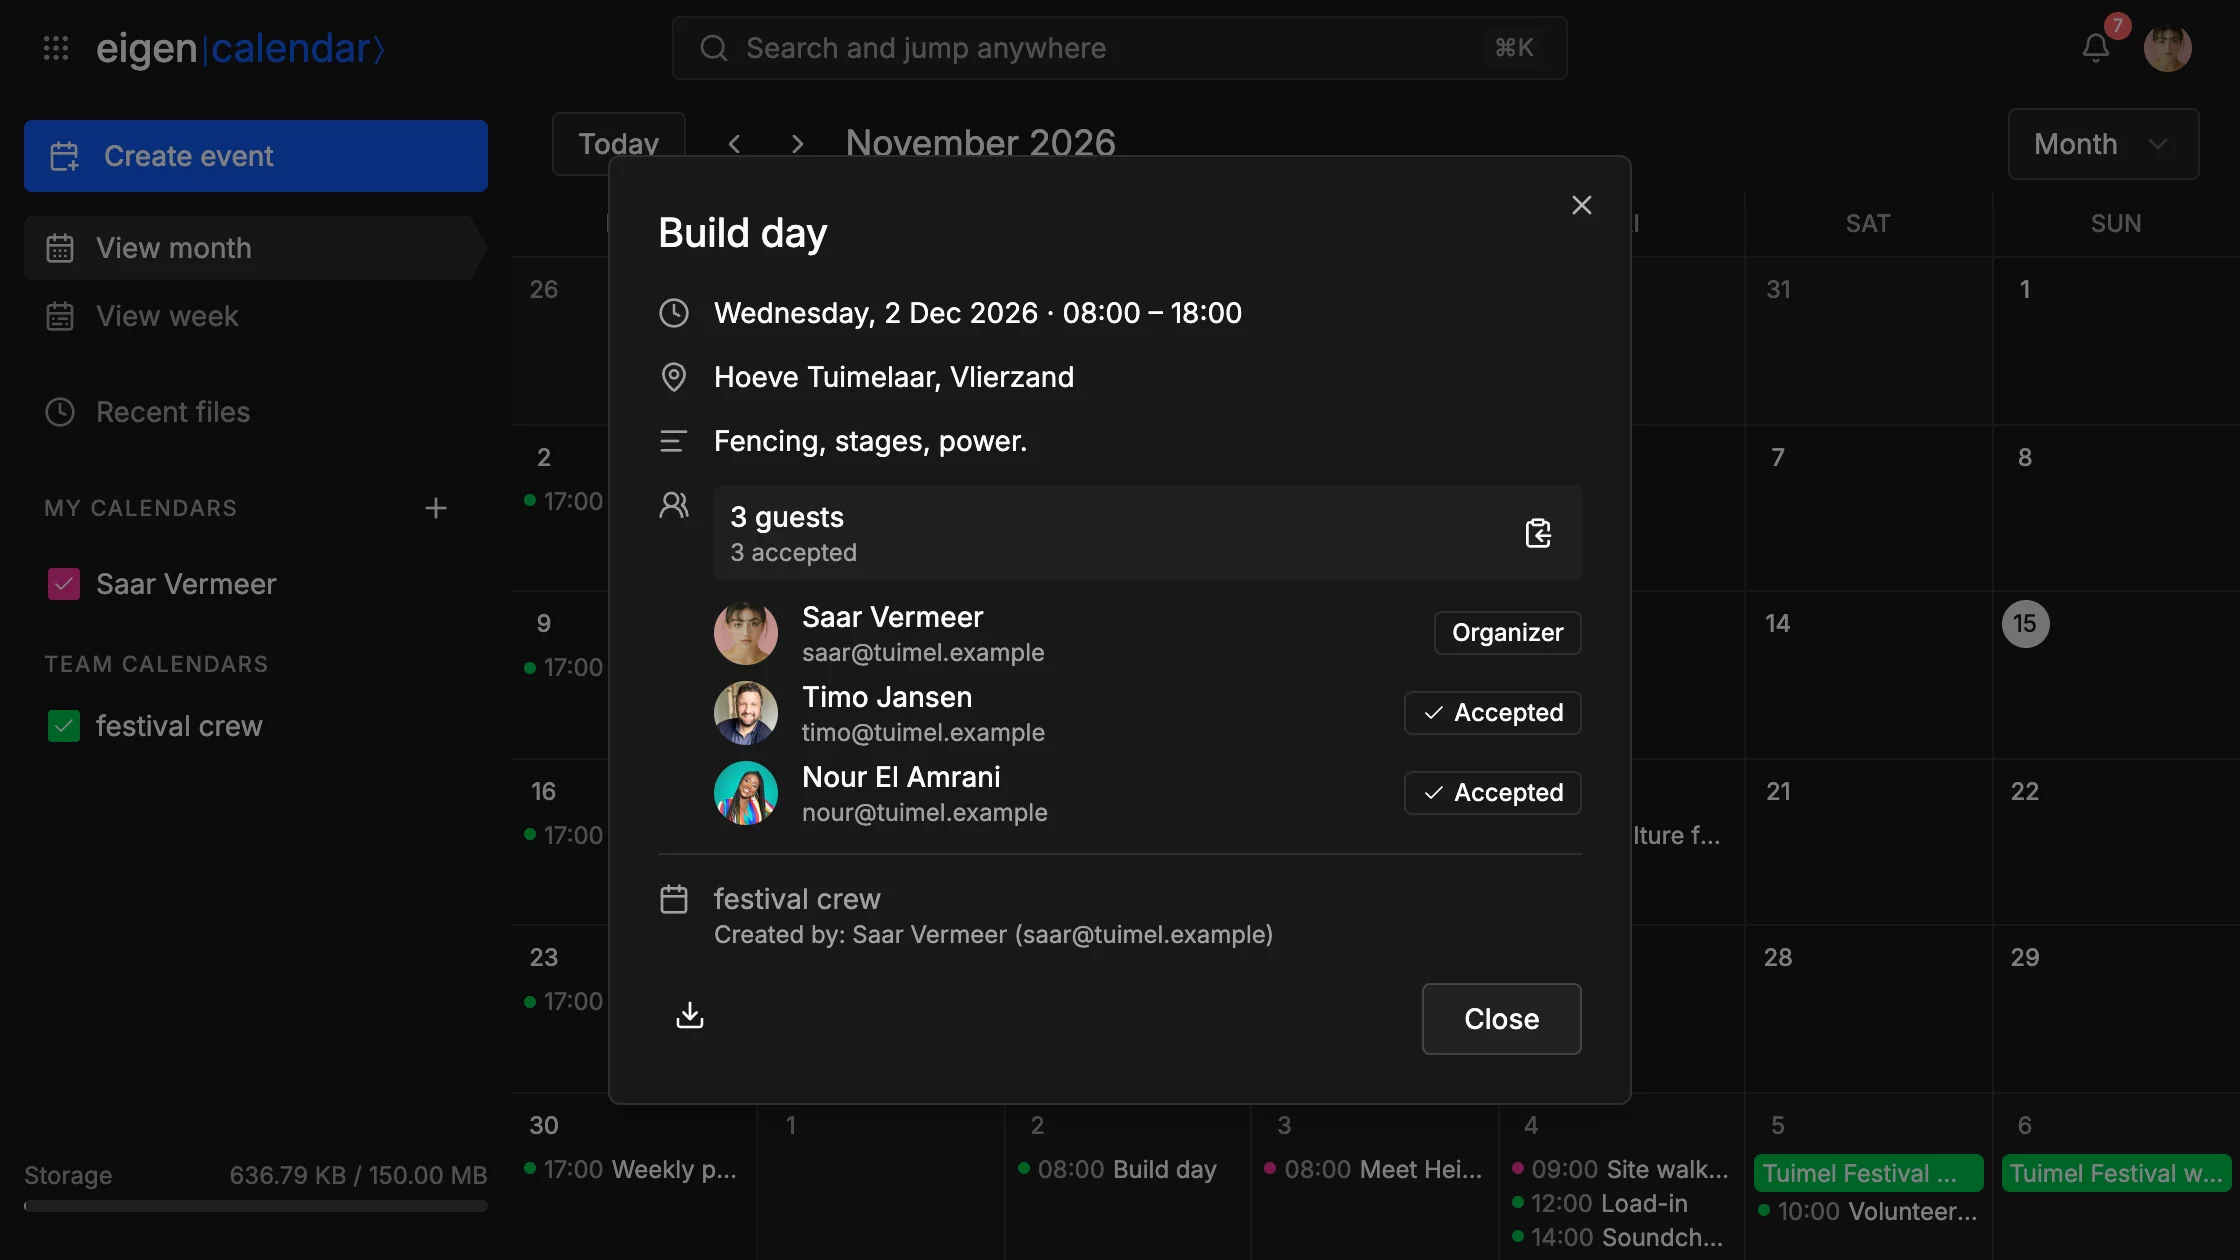 eigen|calendar⟩
Search and jump anywhere
⌘K
7
Create event
Today
November 2026
Month
View month
View week
Recent files
MY CALENDARS
Saar Vermeer
TEAM CALENDARS
festival crew
Storage
636.79 KB / 150.00 MB
SAT
SUN
26
31
1
2
7
8
17:00
9
14
15
17:00
16
21
22
17:00
lture f...
23
28
29
17:00
Build day
Wednesday, 2 Dec 2026 · 08:00 – 18:00
Hoeve Tuimelaar, Vlierzand
Fencing, stages, power.
3 guests
3 accepted
Saar Vermeer
saar@tuimel.example
Organizer
Timo Jansen
timo@tuimel.example
Accepted
Nour El Amrani
nour@tuimel.example
Accepted
festival crew
Created by: Saar Vermeer (saar@tuimel.example)
Close
30
1
2
3
4
5
6
17:00 Weekly p...
08:00 Build day
08:00 Meet Hei...
09:00 Site walk...
12:00 Load-in
14:00 Soundch...
Tuimel Festival ...
10:00 Volunteer...
Tuimel Festival w...